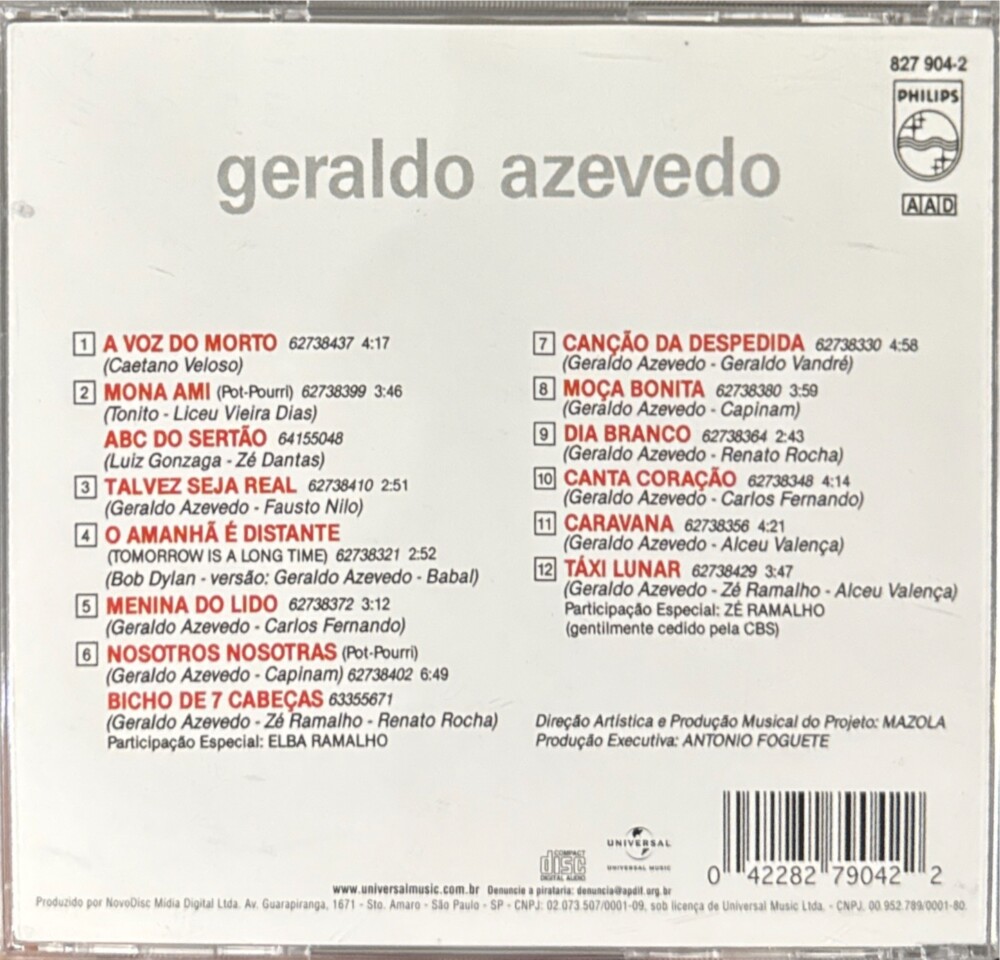 827 904-2
PHILIPS
AAD
geraldo azevedo
1 A VOZ DO MORTO 62738437 4:17
(Caetano Veloso)
2 MONA AMI (Pot-Pourri) 62738399 3:46
(Tonito - Liceu Vieira Dias)
ABC DO SERTÃO 64155048
(Luiz Gonzaga - Zé Dantas)
3 TALVEZ SEJA REAL 62738410 2:51
(Geraldo Azevedo - Fausto Nilo)
4 O AMANHÃ É DISTANTE
(TOMORROW IS A LONG TIME) 62738321 2:52
(Bob Dylan - versão: Geraldo Azevedo - Babal)
5 MENINA DO LIDO 62738372 3:12
(Geraldo Azevedo - Carlos Fernando)
6 NOSOTROS NOSOTRAS (Pot-Pourri)
(Geraldo Azevedo - Capinam) 62738402 6:49
BICHO DE 7 CABEÇAS 63355671
(Geraldo Azevedo - Zé Ramalho - Renato Rocha)
Participação Especial: ELBA RAMALHO
7 CANÇÃO DA DESPEDIDA 62738330 4:58
(Geraldo Azevedo - Geraldo Vandré)
8 MOÇA BONITA 62738380 3:59
(Geraldo Azevedo - Capinam)
9 DIA BRANCO 62738364 2:43
(Geraldo Azevedo - Renato Rocha)
10 CANTA CORAÇÃO 62738348 4:14
(Geraldo Azevedo - Carlos Fernando)
11 CARAVANA 62738356 4:21
(Geraldo Azevedo - Alceu Valença)
12 TÁXI LUNAR 62738429 3:47
(Geraldo Azevedo - Zé Ramalho - Alceu Valença)
Participação Especial: ZÉ RAMALHO
(gentilmente cedido pela CBS)
Direção Artística e Produção Musical do Projeto: MAZOLA
Produção Executiva: ANTONIO FOGUETE
COMPACT
disc
DIGITAL AUDIO
UNIVERSAL
UNIVERSAL MUSIC
0 42282 79042 2
www.universalmusic.com.br Denuncie a pirataria: denuncia@apdif.org.br
Produzido por NovoDisc Mídia Digital Ltda. Av. Guarapiranga, 1671 - Sto. Amaro - São Paulo - SP - CNPJ: 02.073.507/0001-09, sob licença de Universal Music Ltda. - CNPJ. 00.952.789/0001-80.